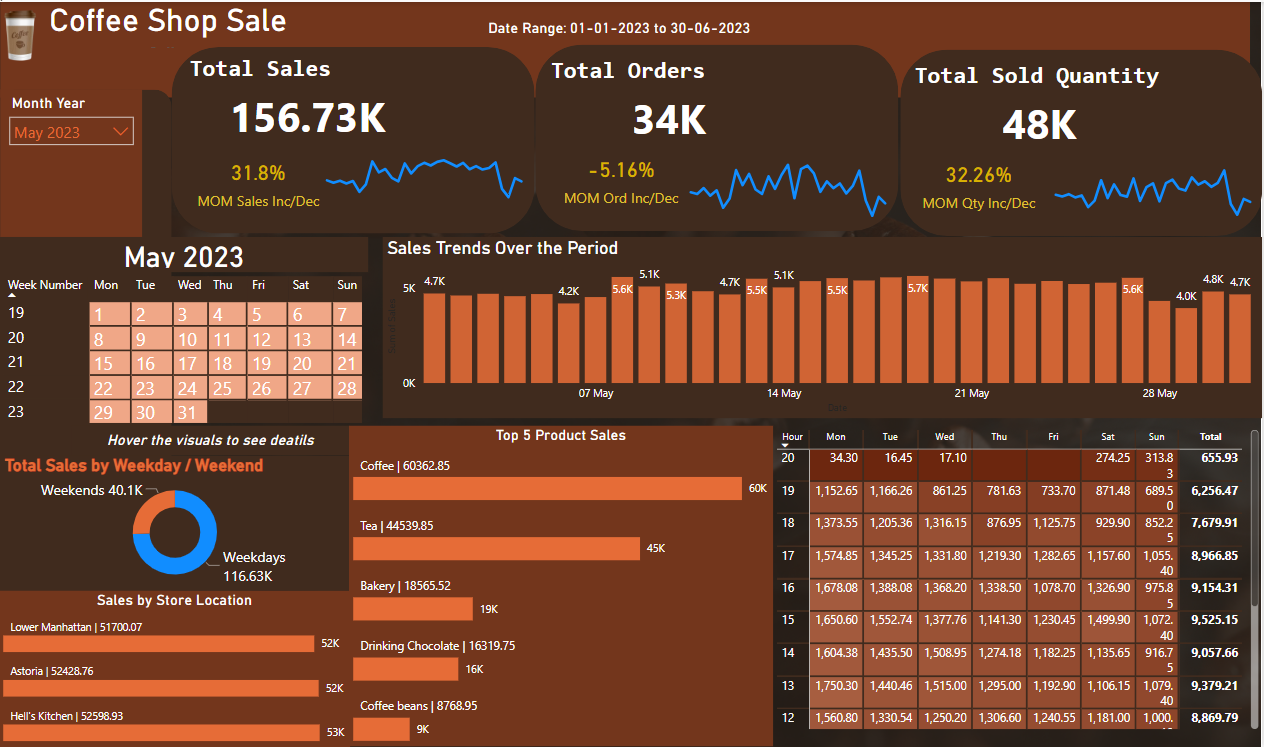 Coffee Shop Sale
Date Range: 01-01-2023 to 30-06-2023
Month Year
May 2023
Total Sales
156.73K
31.8%
MOM Sales Inc/Dec
Total Orders
34K
-5.16%
MOM Ord Inc/Dec
Total Sold Quantity
48K
32.26%
MOM Qty Inc/Dec
May 2023
Week Number Mon Tue Wed Thu Fri Sat Sun
19 1 2 3 4 5 6 7
20 8 9 10 11 12 13 14
21 15 16 17 18 19 20 21
22 22 23 24 25 26 27 28
23 29 30 31
Sales Trends Over the Period
5K
0K
4.7K 4.2K 5.6K 5.1K 5.3K 4.7K 5.5K 5.1K 5.5K 5.7K 5.6K 4.0K 4.8K 4.7K
07 May 14 May 21 May 28 May
Date
Hover the visuals to see deatils
Total Sales by Weekday / Weekend
Weekends 40.1K
Weekdays
116.63K
Sales by Store Location
Lower Manhattan | 51700.07
52K
Astoria | 52428.76
52K
Hell's Kitchen | 52598.93
53K
Top 5 Product Sales
Coffee | 60362.85
60K
Tea | 44539.85
45K
Bakery | 18565.52
19K
Drinking Chocolate | 16319.75
16K
Coffee beans | 8768.95
9K
Hour Mon Tue Wed Thu Fri Sat Sun Total
20 34.30 16.45 17.10 274.25 313.83 655.93
19 1,152.65 1,166.26 861.25 781.63 733.70 871.48 689.50 6,256.47
18 1,373.55 1,205.36 1,316.15 876.95 1,125.75 929.90 852.25 7,679.91
17 1,574.85 1,345.25 1,331.80 1,219.30 1,282.65 1,157.60 1,055.40 8,966.85
16 1,678.08 1,388.08 1,368.20 1,338.50 1,078.70 1,326.90 975.85 9,154.31
15 1,650.60 1,552.74 1,377.76 1,141.30 1,230.45 1,499.90 1,072.40 9,525.15
14 1,604.38 1,435.50 1,508.95 1,274.18 1,182.25 1,135.65 916.75 9,057.66
13 1,750.30 1,440.46 1,515.00 1,295.00 1,192.90 1,106.15 1,079.40 9,379.21
12 1,560.80 1,330.54 1,250.20 1,306.60 1,240.55 1,181.00 1,000. 8,869.79